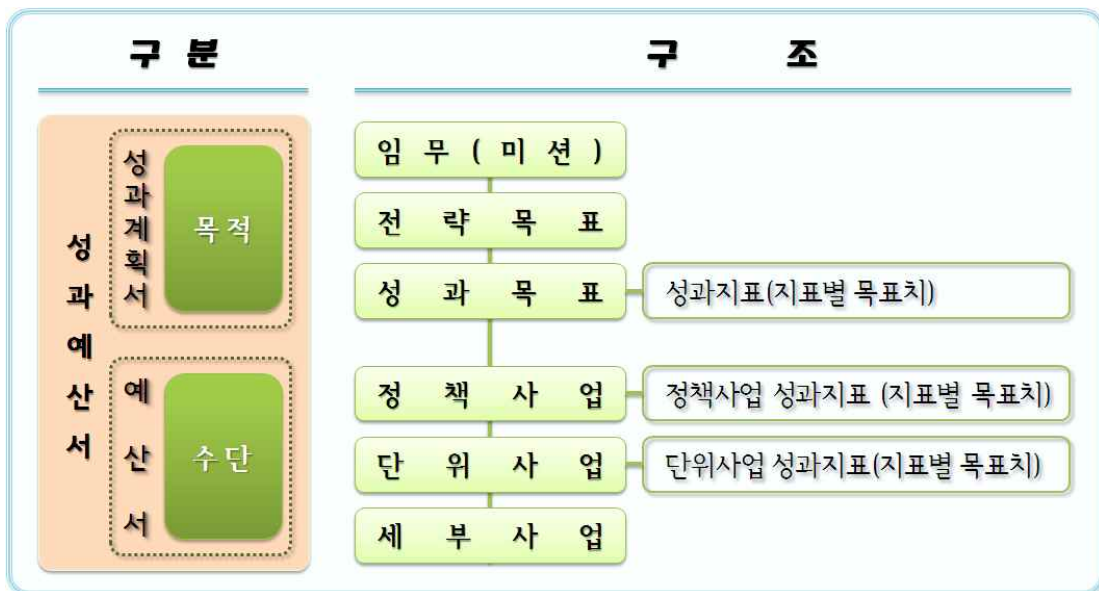 구 분
구 조
성과예산서
성과계획서
목적
예산서
수단
임무(미션)
전략목표
성과목표
성과지표(지표별 목표치)
정책사업
정책사업 성과지표 (지표별 목표치)
단위사업
단위사업 성과지표(지표별 목표치)
세부사업